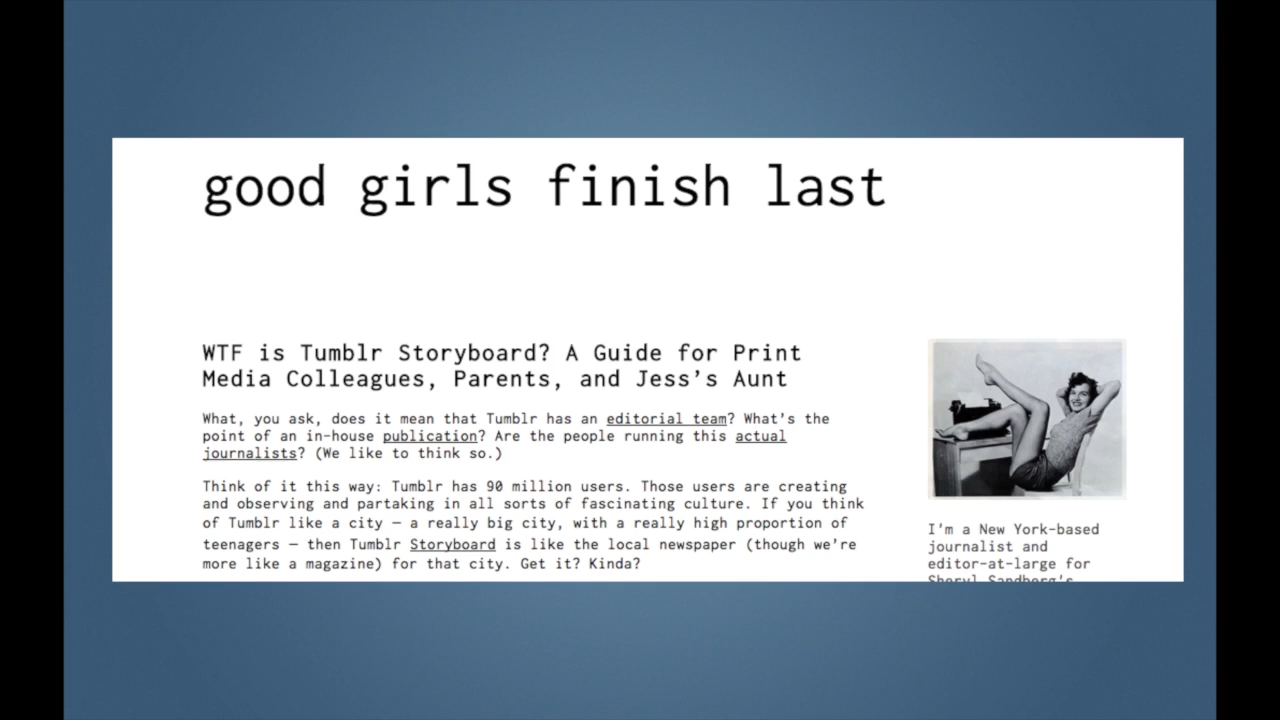 good girls finish last
WTF is Tumblr Storyboard? A Guide for Print
Media Colleagues, Parents, and Jess’s Aunt
What, you ask, does it mean that Tumblr has an editorial team? What’s the
point of an in-house publication? Are the people running this actual
journalists? (We like to think so.)
Think of it this way: Tumblr has 90 million users. Those users are creating
and observing and partaking in all sorts of fascinating culture. If you think
of Tumblr like a city — a really big city, with a really high proportion of
teenagers — then Tumblr Storyboard is like the local newspaper (though we’re
more like a magazine) for that city. Get it? Kinda?
I'm a New York-based
journalist and
editor-at-large for
Sheryl Sandberg's